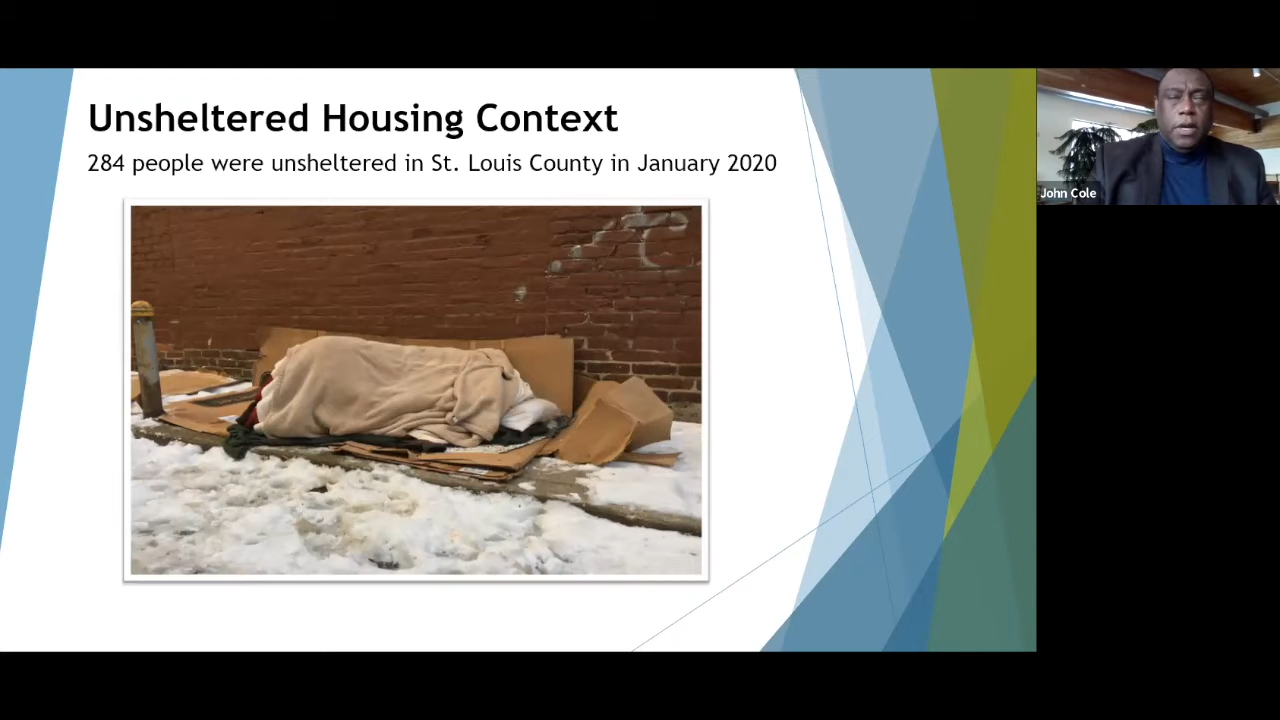 Unsheltered Housing Context
284 people were unsheltered in St. Louis County in January 2020
John Cole